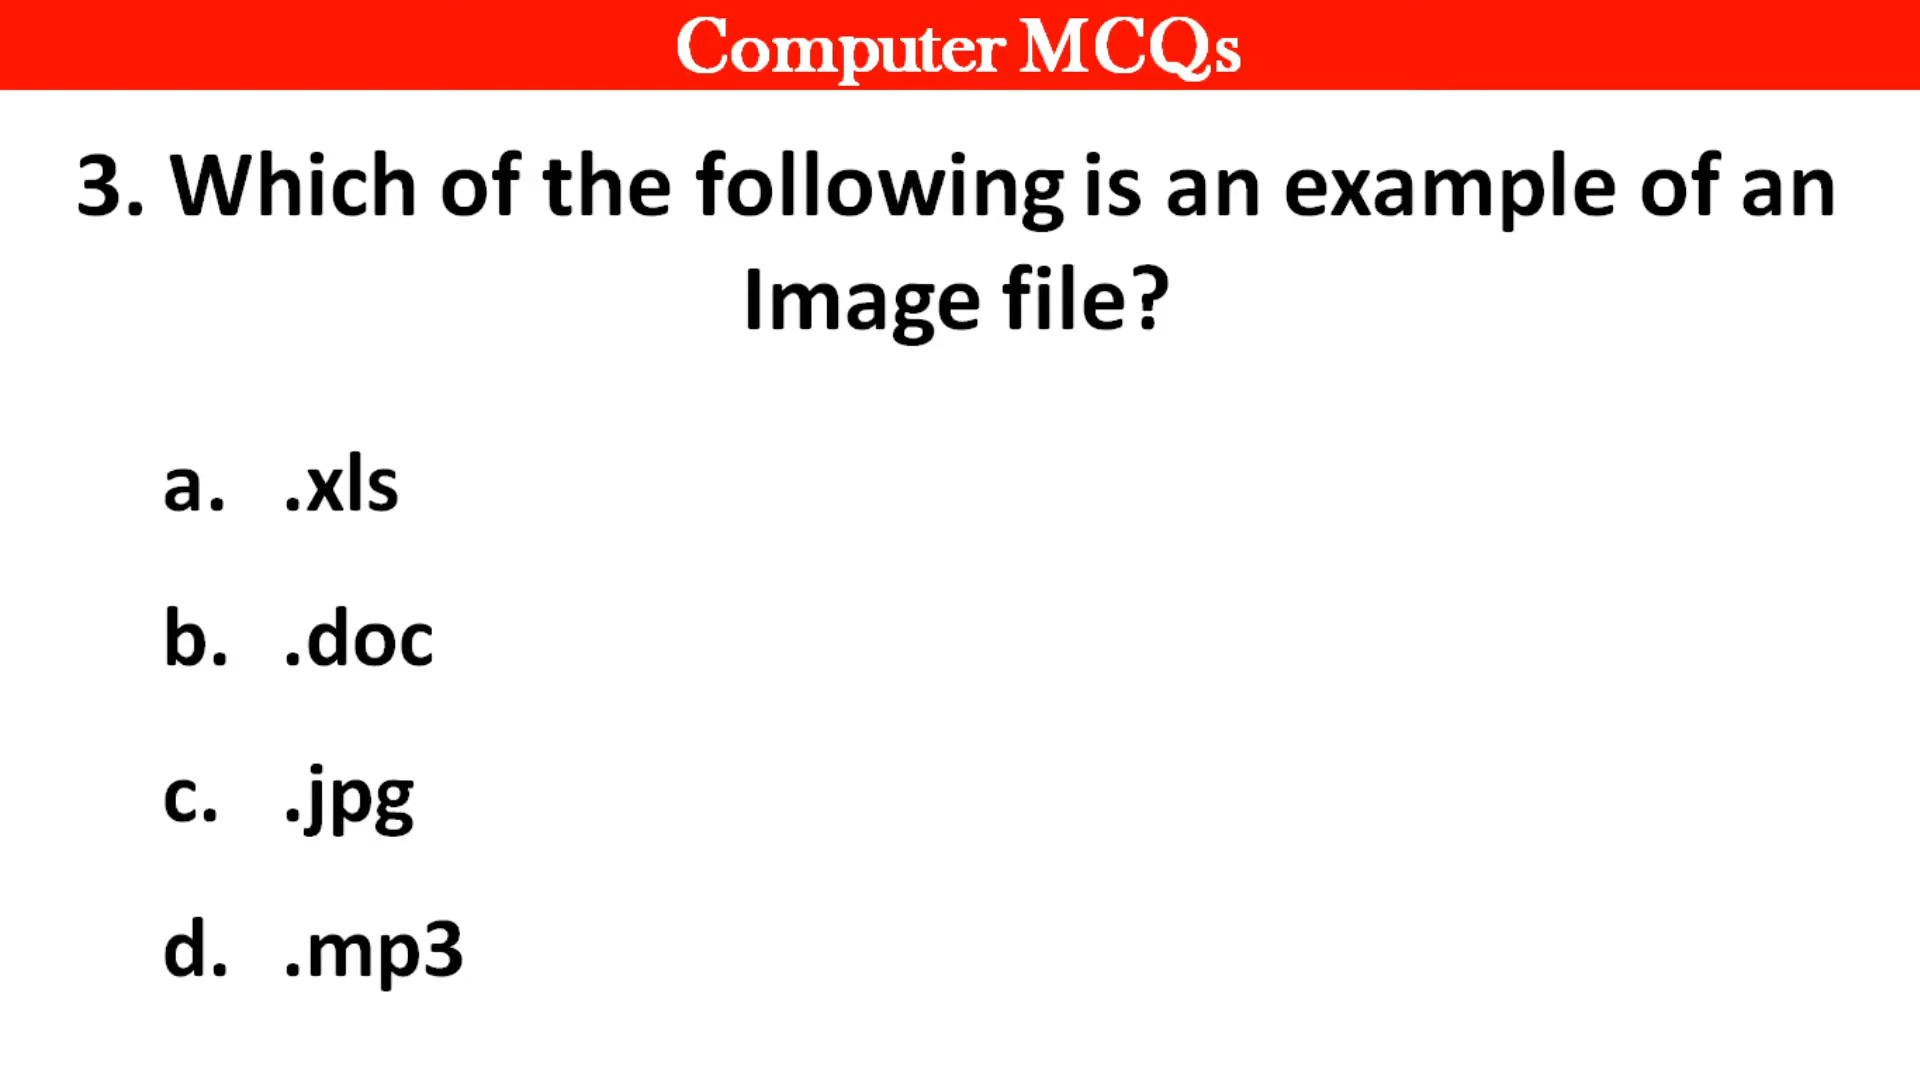 Computer MCQs
3. Which of the following is an example of an
Image file?
a. .xls
b. .doc
c. .jpg
d. .mp3